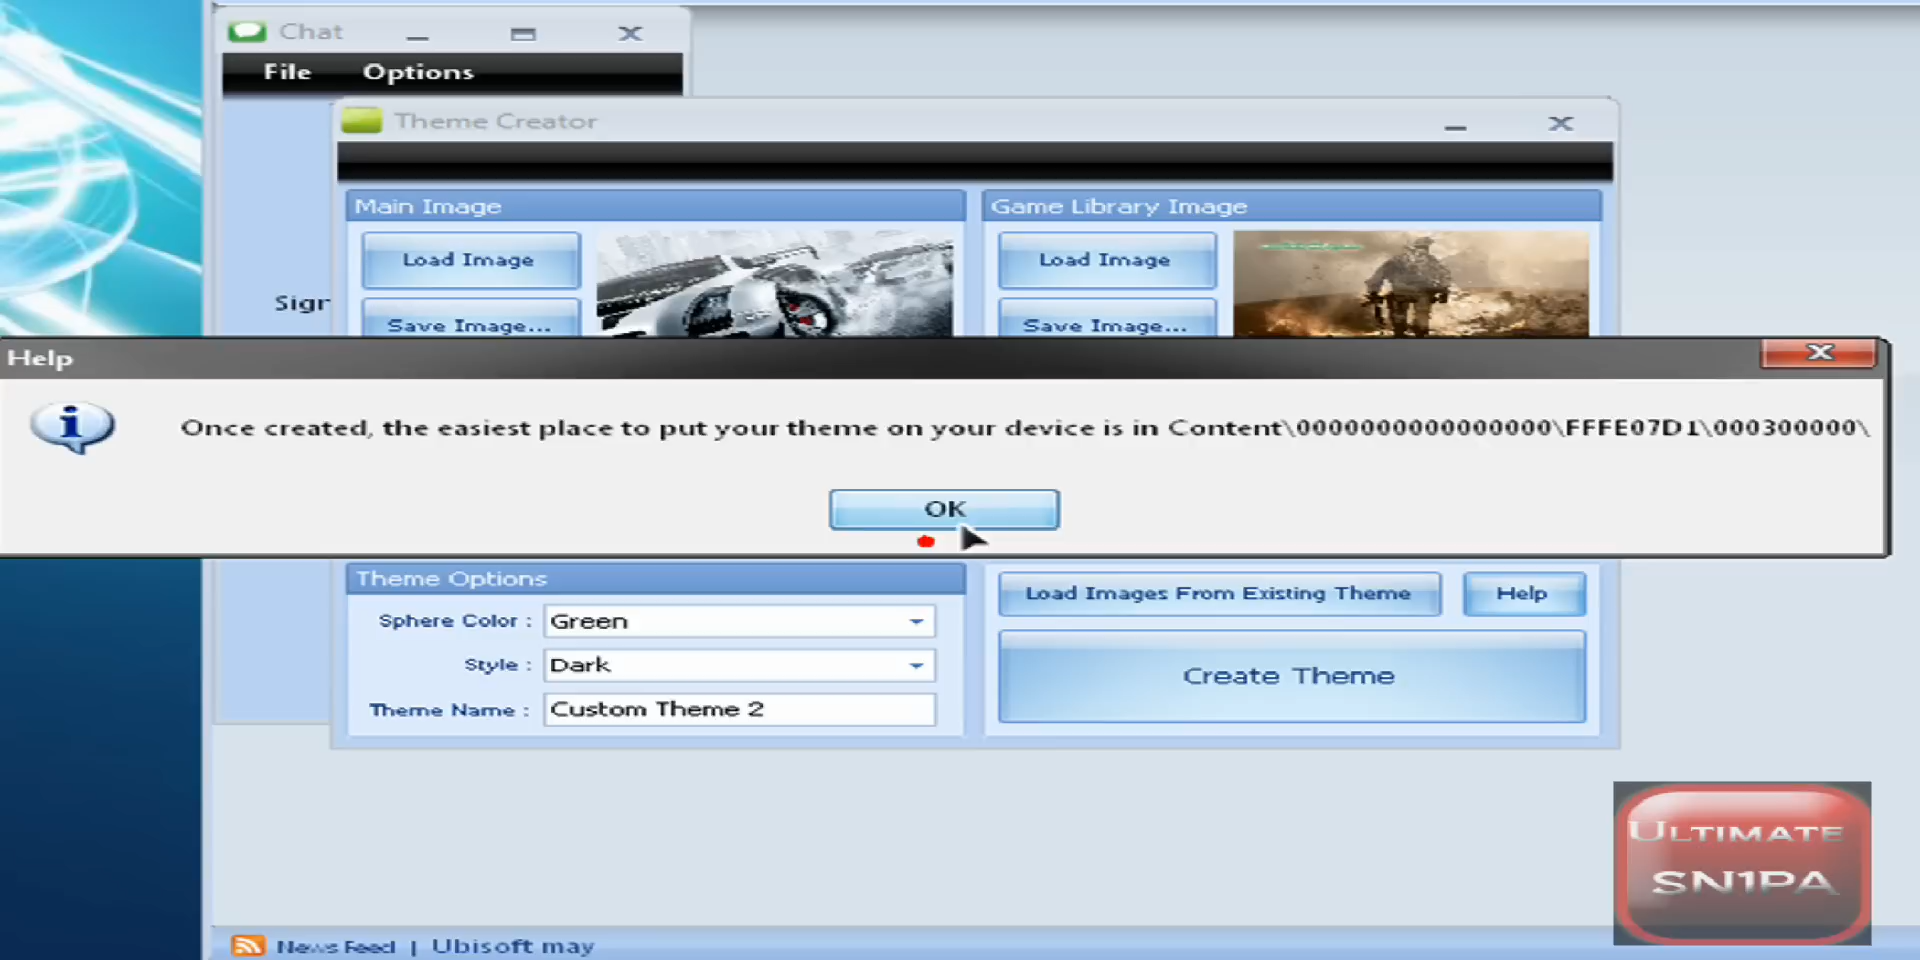 Chat
File Options
Theme Creator
Main Image
Game Library Image
Load Image
Load Image
Sign
Save Image...
Save Image...
Help
Once created, the easiest place to put your theme on your device is in Content\0000000000000000\FFFE07D1\000300000\
OK
Theme Options
Sphere Color : Green
Style : Dark
Theme Name : Custom Theme 2
Load Images From Existing Theme
Help
Create Theme
ULTIMATE
SN1PA
News Feed | Ubisoft may